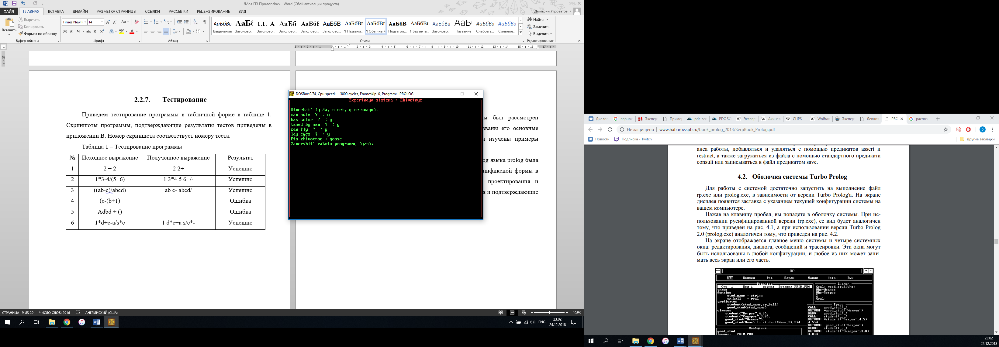 !Моя ПЗ Пролог.docx - Word (Сбой активации продукта)
ФАЙЛ ГЛАВНАЯ ВСТАВКА ДИЗАЙН РАЗМЕТКА СТРАНИЦЫ ССЫЛКИ РАССЫЛКИ РЕЦЕНЗИРОВАНИЕ ВИД
Дмитрий Угроватов
Вставить
Вырезать
Копировать
Формат по образцу
Буфер обмена
Times New R 14
Ж К Ч abc x₂ x²
Шрифт
Абзац
АаБбВв АаБб 1.1. А АаБб АаБбІ АаБбВ АаБбВı АаБбВı АаБбВ АаБбВı АаБбВв АаЫ АаБбВв АаБбВв
Выделение Заголово... Заголово... Заголово... Заголово... Заголово... ¶ Названи... ¶ Обычный Подзагол... ¶ Без инте... Заголово... Название Слабое в... Сильное...
Стили
Найти
Заменить
Выделить
Редактирование
2.2.7. Тестирование
Приведем тестирование программы в табличной форме в таблице 1.
Скриншоты программы, подтверждающие результаты тестов приведены в
приложении В. Номер скриншота соответствует номеру теста.
Таблица 1 – Тестирование программы
№ Исходное выражение Полученное выражение Результат
1 2 + 2 2 2+ Успешно
2 1*3-4/(5+6) 1 3*4 5 6+/- Успешно
3 ((ab-c)/abcd) ab c- abcd/ Успешно
4 (c-(b+1) Ошибка
5 Adbd + () Ошибка
6 1*d+c-a/s*c 1 d*c+a s/c*- Успешно
ы был рассмотрен
званы его основные
и изучены примеры
og языка prolog была
инфиксной формы в
проектирования и
я и подтверждающие
DOSBox 0.74, Cpu speed: 3000 cycles, Frameskip 0, Program: PROLOG
Expertnaya sistema : Zhivotnye
Otvechat' (y-da, n-net, q-ne znayu).
can swim ? : y
has color ? : y
tamed by man ? : y
can fly ? : y
lay eggs ? : y
Eto zhivotnoe : goose
Zavershit' rabotu programmy (y/n):
СТРАНИЦА 19 ИЗ 29 ЧИСЛО СЛОВ: 2916 АНГЛИЙСКИЙ (США)
108%
ENG
23:02
24.12.2018
Диалог парнок Экспер Пример pdc-sco PDC SC Экспер Акинат CLIPS – Wolfran Экспер Лекция PRC распоз
Не защищено www.habarov.spb.ru/book_prolog_2013/SerpBook_Prolog.pdf
Новости Подписка - Twitch Другие закладки
анса работы, добавляться и удаляться с помощью предикатов assert и
restract, а также загружаться из файла с помощью стандартного предиката
consult или записываться в файл предикатом save.
4.2. Оболочка системы Turbo Prolog
Для работы с системой достаточно запустить на выполнение файл
rp.exe или prolog.exe, в зависимости от версии Turbo Prolog'a. На экране
дисплея появится заставка с указанием текущей конфигурации системы на
вашем компьютере.
Нажав на клавишу пробел, вы попадете в оболочку системы. При ис-
пользовании русифицированной версии (rp.exe), ее вид будет аналогичен
тому, что приведен на рис. 4.1, а при использовании версии Turbo Prolog
2.0 (prolog.exe) аналогичен тому, что приведен на рис. 4.2.
На экране отображается главное меню системы и четыре системных
окна: редактирования, диалога, сообщений и трассировки. Эти окна могут
быть использованы в любой конфигурации, и любое из них может зани-
мать весь экран или его часть.
RP
Вып Компил Ред Парам Файлы Устан Вых
Редактор
Стр 1 Кол 1 формат Вставка PRIM.PRO
trace
domains
stud_name = string
sr_ball = real
predicates
student(stud_name,sr_ball)
good_stud(stud_name)
clauses
student("Петров",4.5).
student("Сидоров",3.8).
good_stud("Иванов").
good_stud(Name) :- student(Name,B),B>4.
Диалог
Goal: good_stud(Who)
Who=Иванов
Who=Петров
2
Goal:
Трасс
CALL: good_stud(_)
RETURN: *good_stud("Иванов")
REDO: good_stud(_)
CALL: student(_,_)
RETURN: *student("Петров",4.5)
4.5>4
RETURN: good_stud("Петров")
REDO: student(_,_)
RETURN: student("Сидоров",3.8)
3.8>4
Сообщения
good_stud
Компил. PRIM.PRO
23:02
24.12.2018